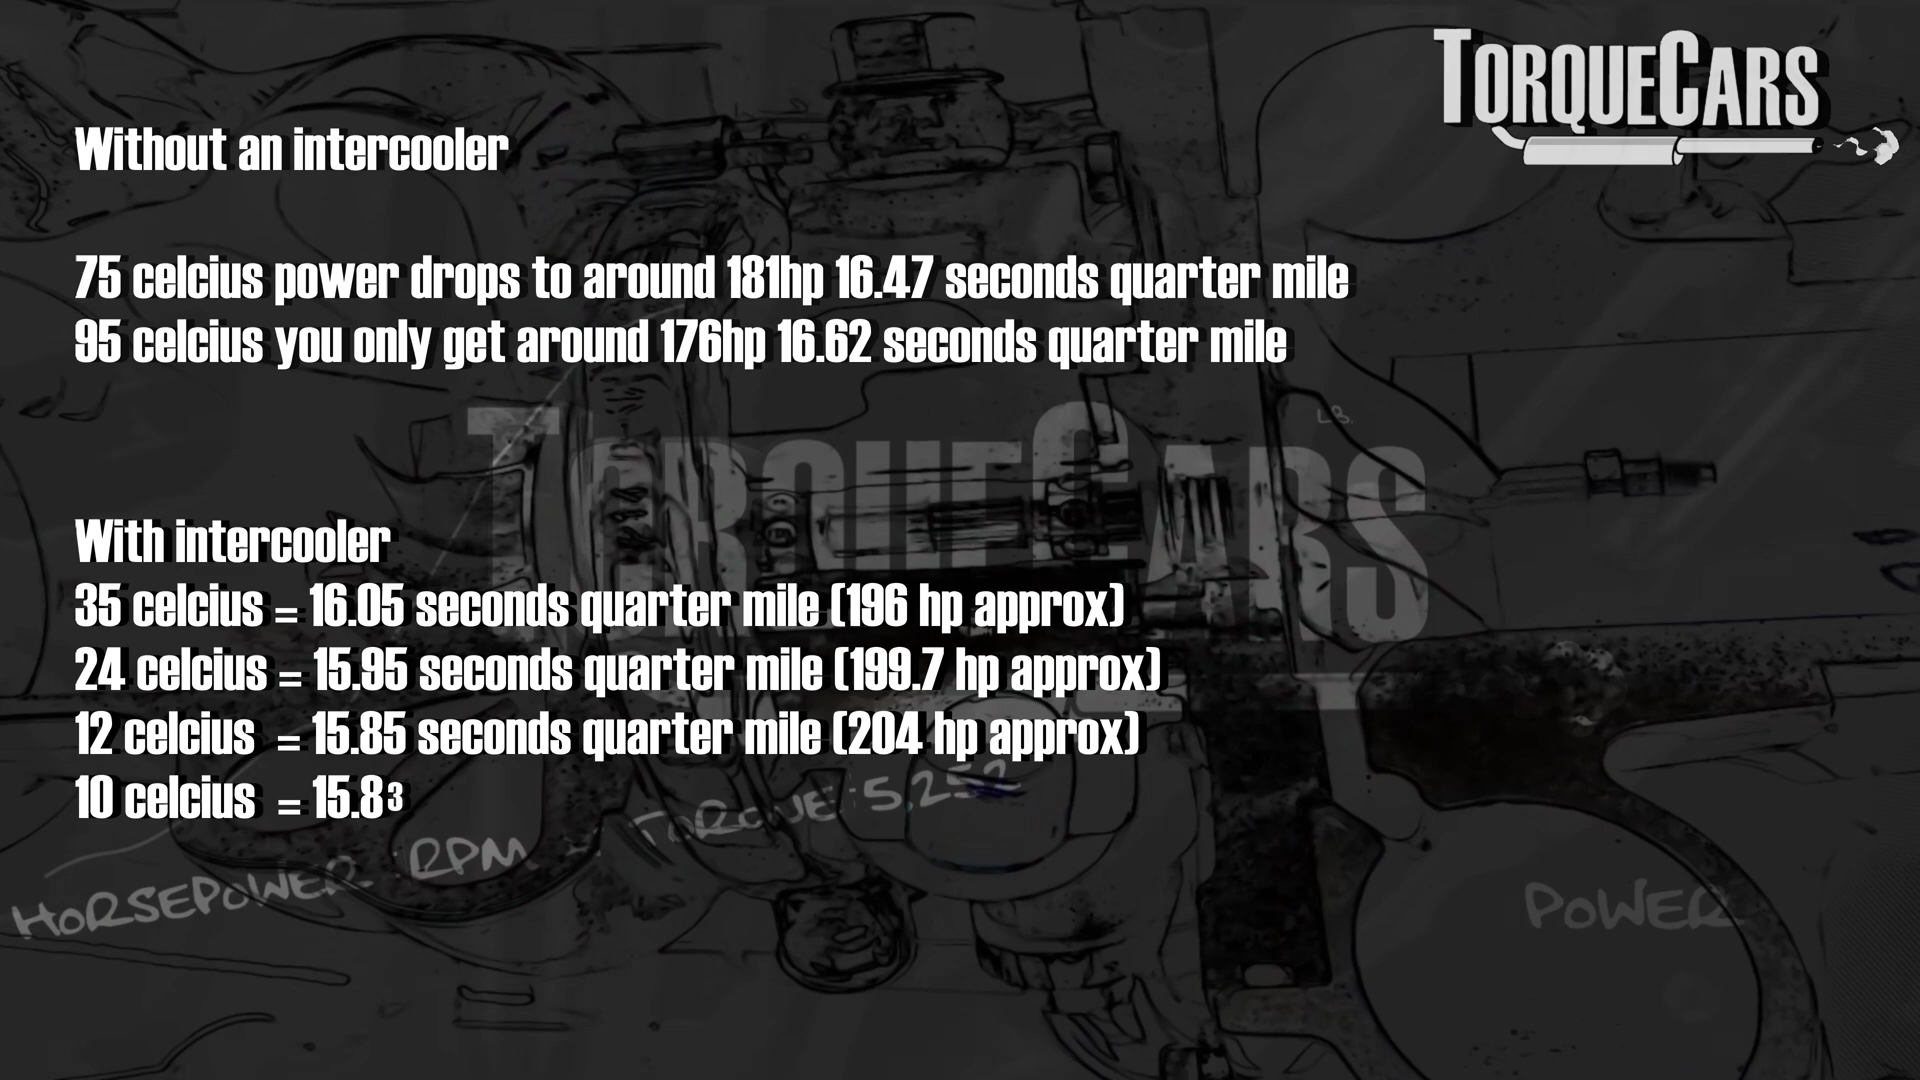 TORQUECARS
Without an intercooler
75 celcius power drops to around 181hp 16.47 seconds quarter mile
95 celcius you only get around 176hp 16.62 seconds quarter mile
L.B.
TORQUECARS
With intercooler
35 celcius = 16.05 seconds quarter mile (196 hp approx)
24 celcius = 15.95 seconds quarter mile (199.7 hp approx)
12 celcius = 15.85 seconds quarter mile (204 hp approx)
10 celcius = 15.83
HORSEPOWER : RPM TORQUE : 5,252
POWER